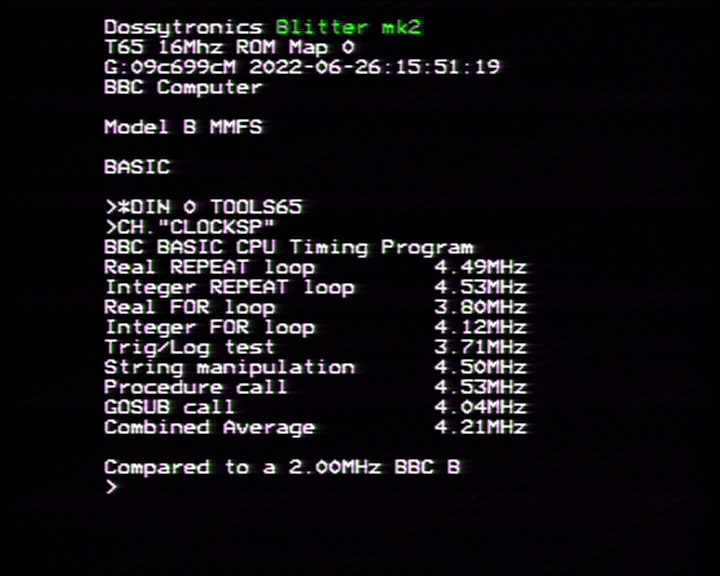 Dossytronics Blitter mk2
T65 16Mhz ROM Map 0
G:09c699cM 2022-06-26:15:51:19
BBC Computer
Model B MMFS
BASIC
>*DIN 0 TOOLS65
>CH."CLOCKSP"
BBC BASIC CPU Timing Program
Real REPEAT loop 4.49MHz
Integer REPEAT loop 4.53MHz
Real FOR loop 3.80MHz
Integer FOR loop 4.12MHz
Trig/Log test 3.71MHz
String manipulation 4.50MHz
Procedure call 4.53MHz
GOSUB call 4.04MHz
Combined Average 4.21MHz
Compared to a 2.00MHz BBC B
>